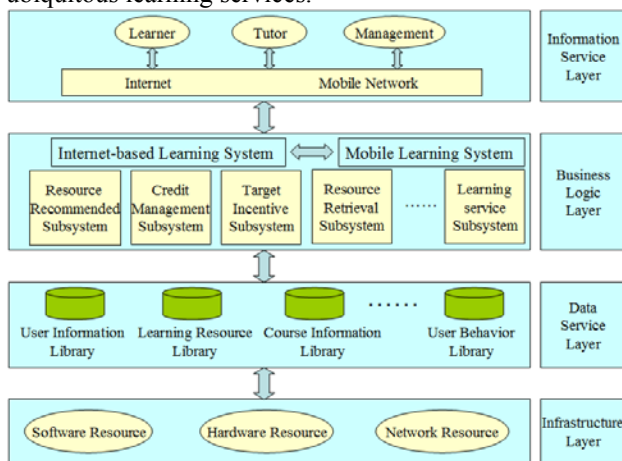 ubiquitous learning services.
Learner
Tutor
Management
Internet
Mobile Network
Information
Service
Layer
Internet-based Learning System
Mobile Learning System
Resource
Recommended
Subsystem
Credit
Management
Subsystem
Target
Incentive
Subsystem
Resource
Retrieval
Subsystem
······
Learning
service
Subsystem
Business
Logic
Layer
User Information
Library
Learning Resource
Library
Course Information
Library
······
User Behavior
Library
Data
Service
Layer
Software Resource
Hardware Resource
Network Resource
Infrastructure
Layer